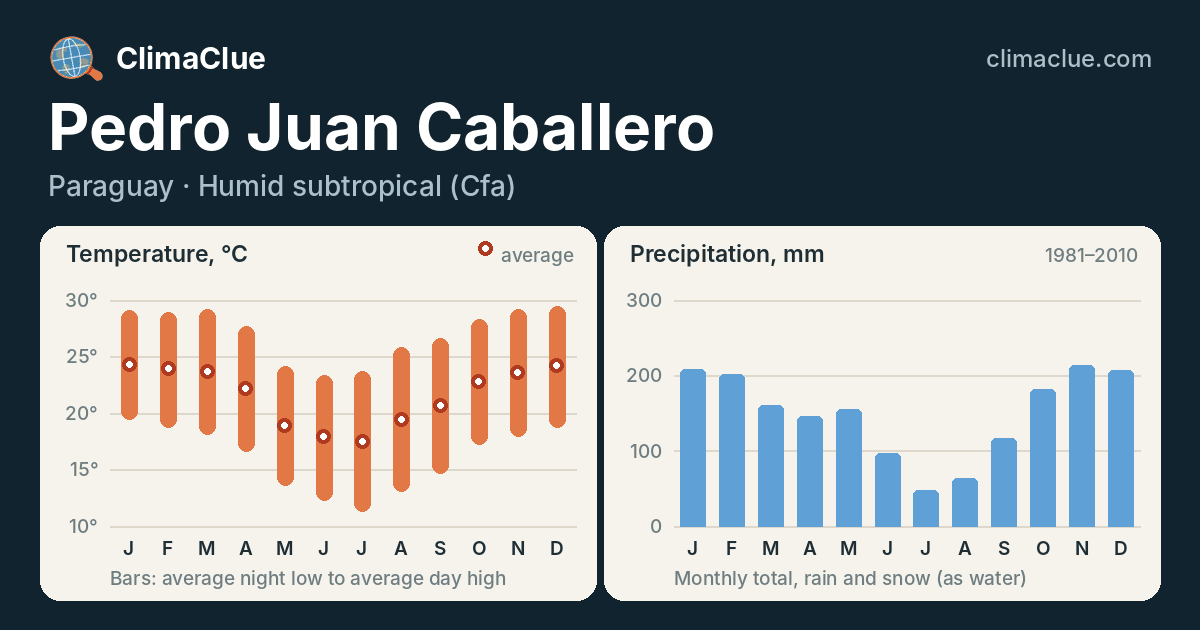 ClimaClue
climaclue.com
Pedro Juan Caballero
Paraguay · Humid subtropical (Cfa)
Temperature, °C
average
30°
25°
20°
15°
10°
J F M A M J J A S O N D
Bars: average night low to average day high
Precipitation, mm
1981–2010
300
200
100
0
J F M A M J J A S O N D
Monthly total, rain and snow (as water)